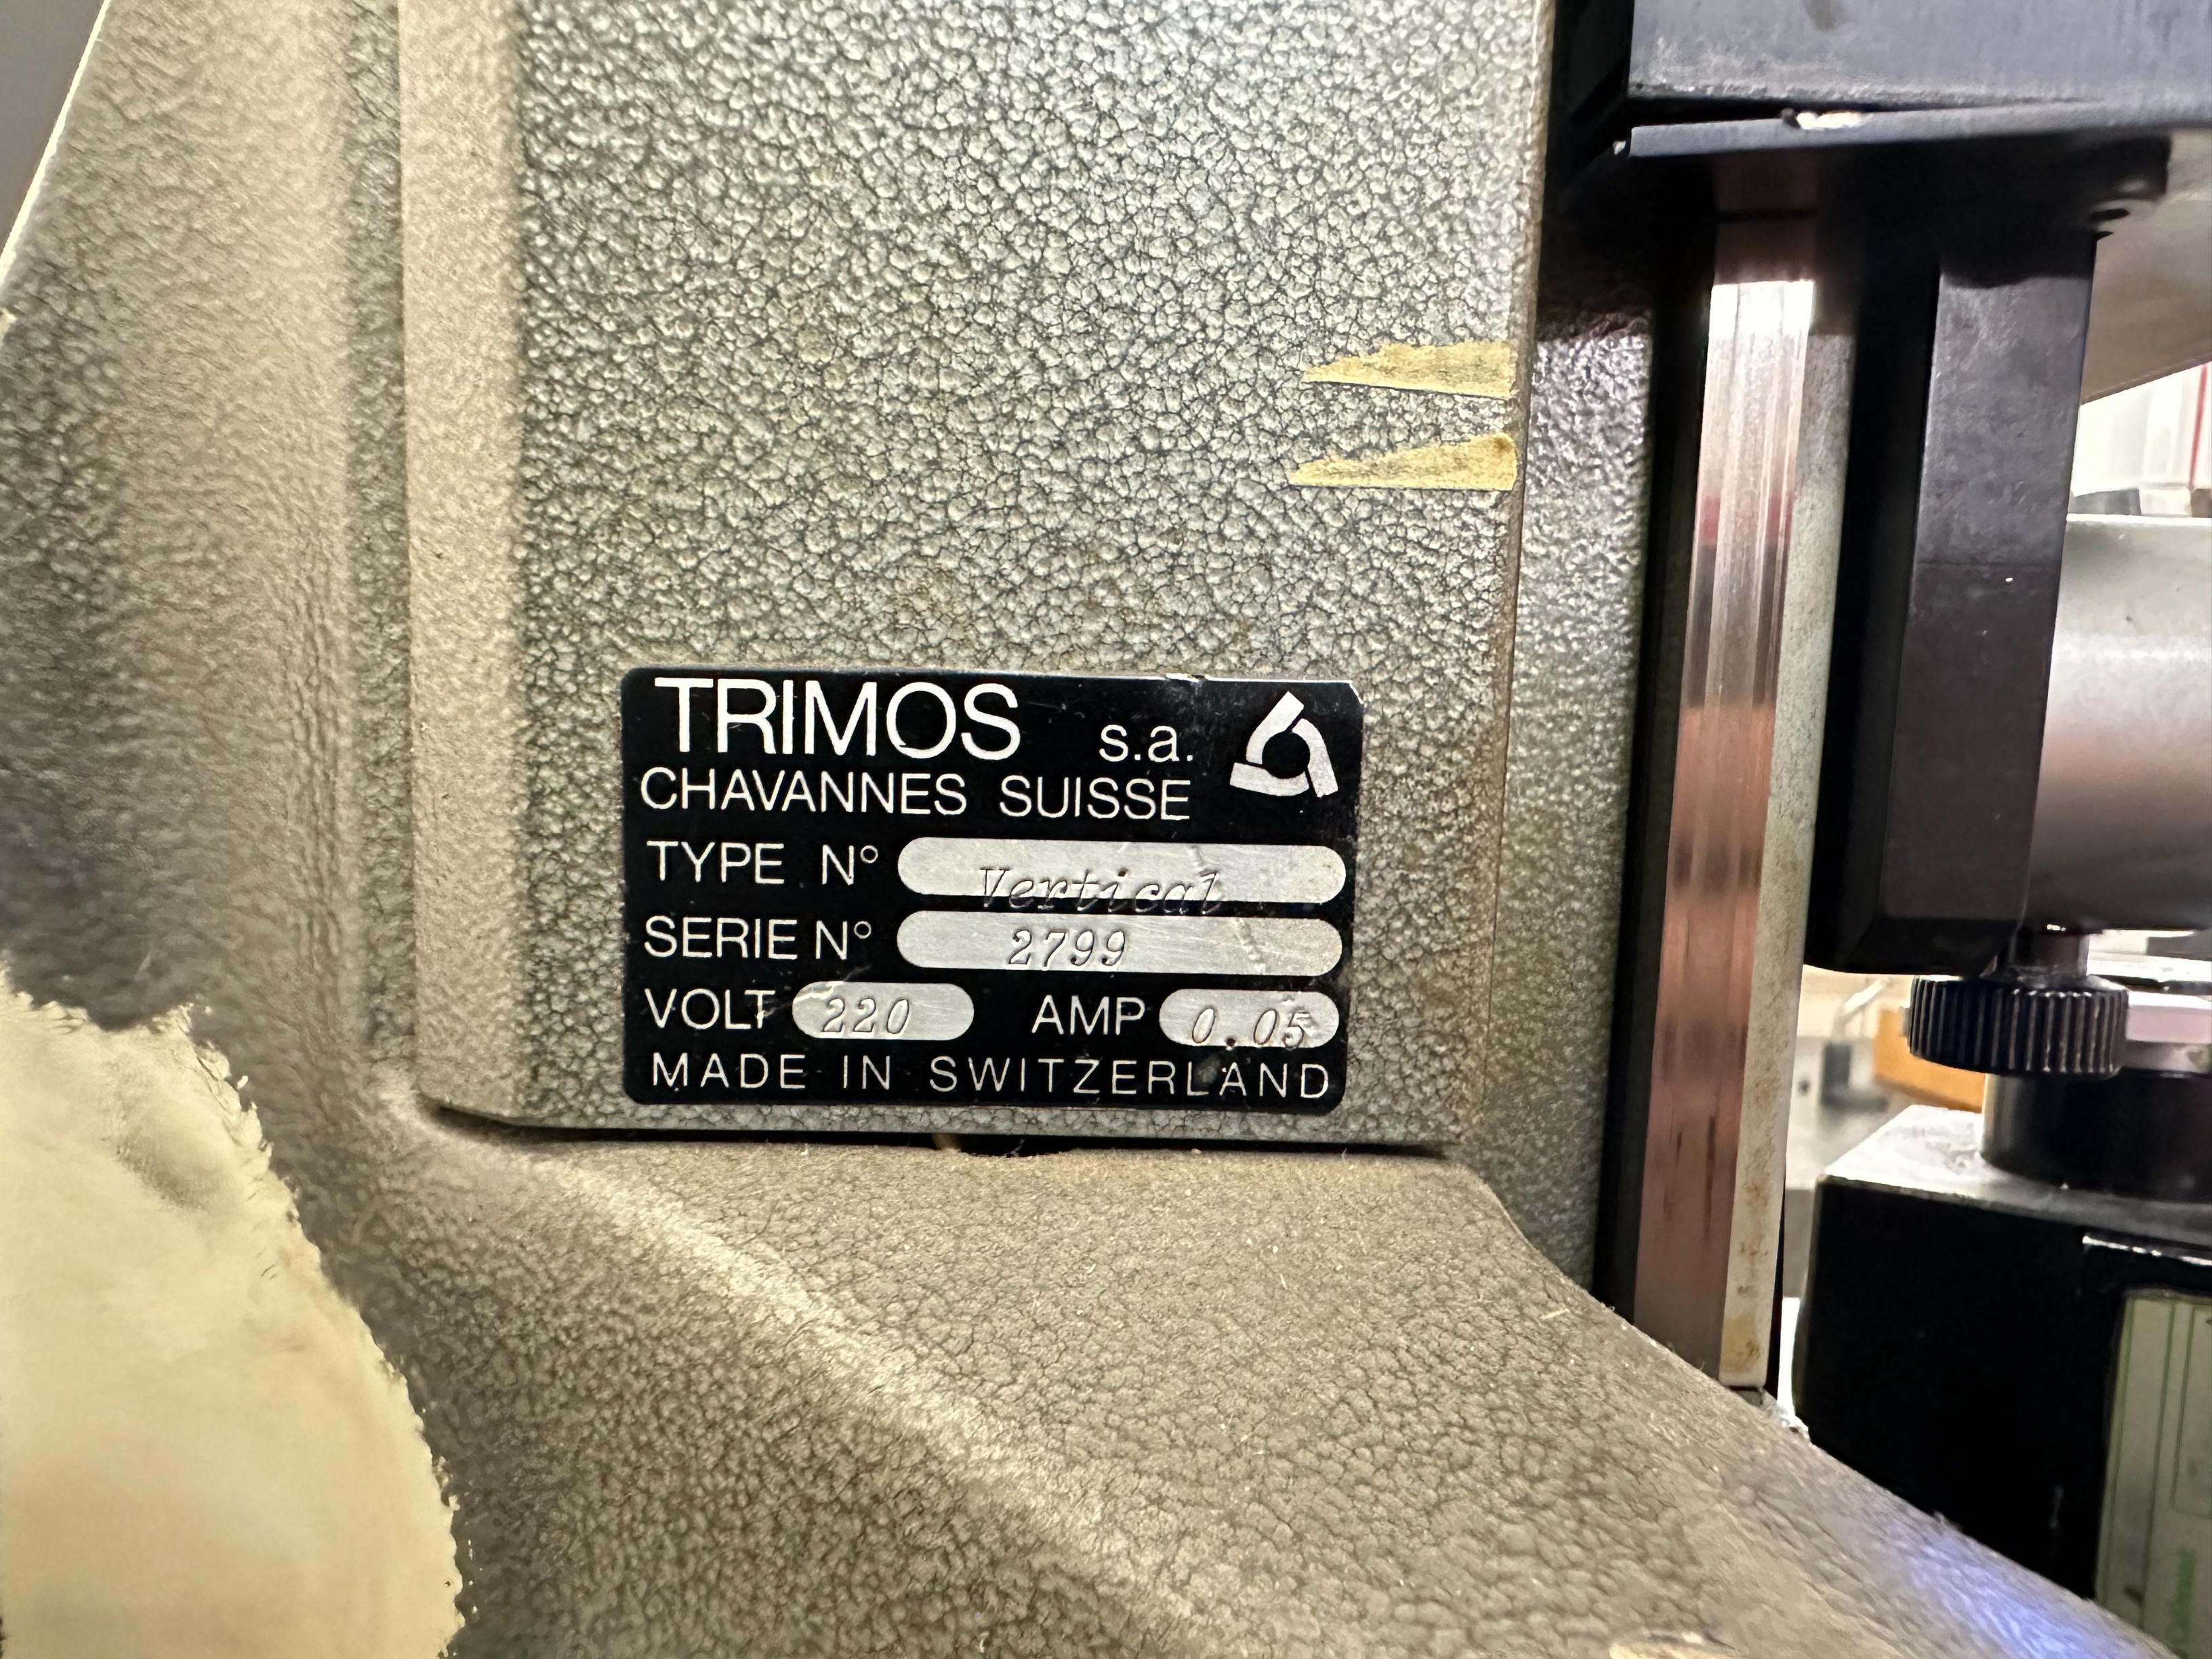 TRIMOS s.a.
CHAVANNES SUISSE
TYPE N° Vertical
SERIE N° 2799
VOLT 220 AMP 0.05
MADE IN SWITZERLAND